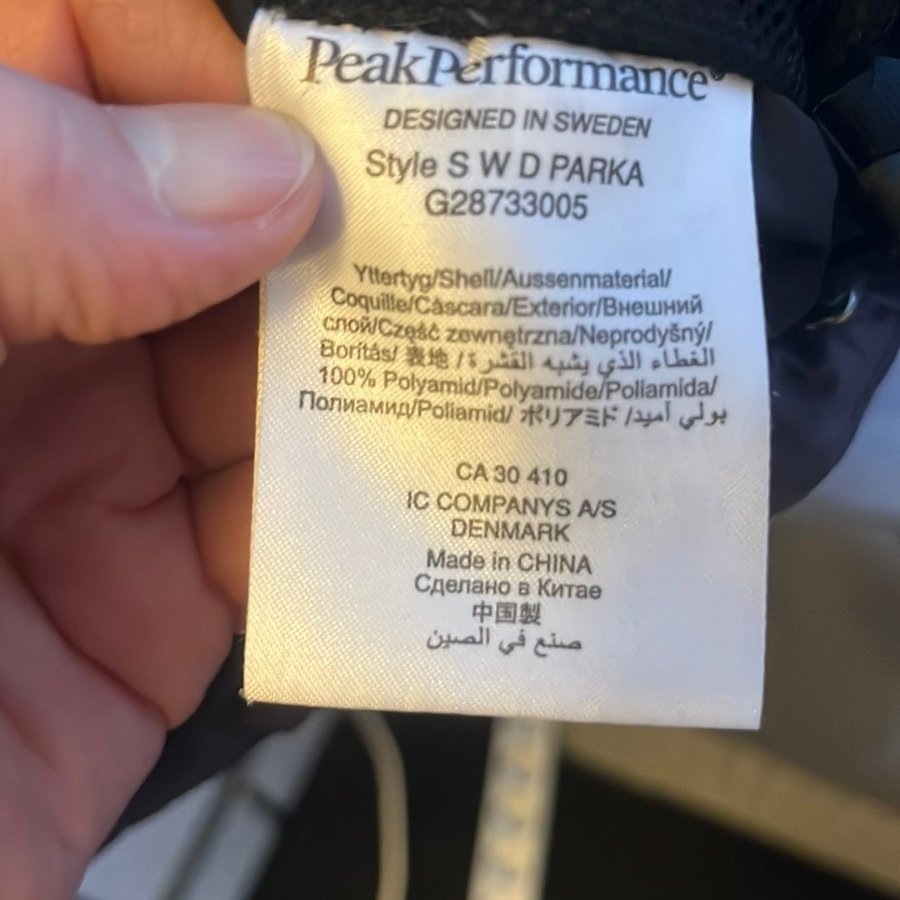 PeakPerformance®
DESIGNED IN SWEDEN
Style S W D PARKA
G28733005
Yttertyg/Shell/Aussenmaterial/
Coquille/Càscara/Exterior/Внешний
слой/Część zewnętrzna/Neprodyšný/
Borítás/ 表地 / الغطاء الذي يشبه القشرة
100% Polyamid/Polyamide/Poliamida/
Полиамид/Poliamid/ ポリアミド / بولي أميد
CA 30 410
IC COMPANYS A/S
DENMARK
Made in CHINA
Сделано в Китае
中国製
صنع في الصين